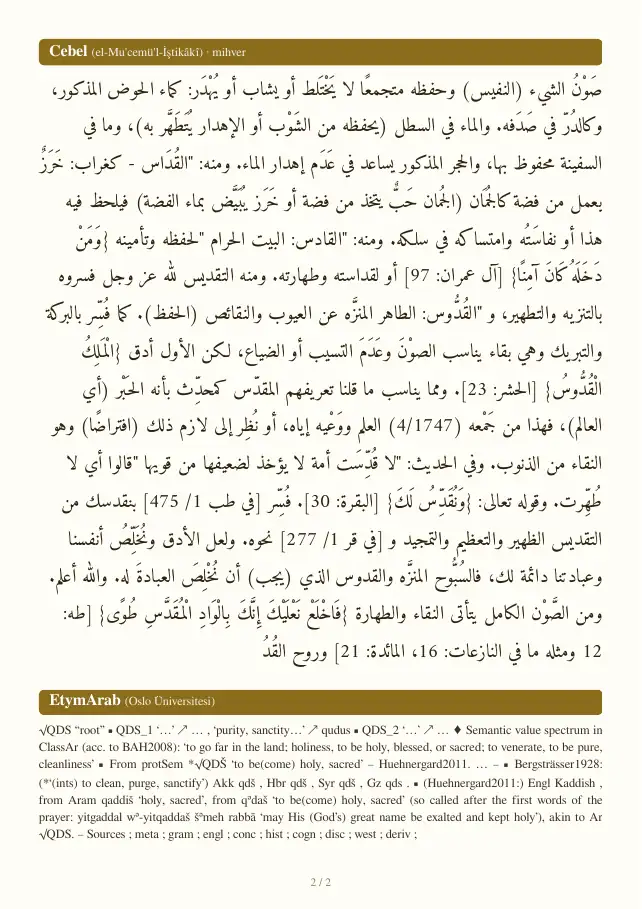 Cebel (el-Mu'cemü'l-İştikâkî) · mihver
صَوْنُ الشيء (النفيس) وحفظه متجمعًا لا يَخْتَلط أو يشاب أو يُهْدَر: كماء الحوض المذكور،
وكالدُرّ في صَدَفه. والماء في السطل (يحفظه من الشَوْب أو الإهدار يُتَطَهَّر به)، وما في
السفينة محفوظ بها، والحجر المذكور يساعد في عَدَم إهدار الماء. ومنه: "القُدَاس - كغراب: خَرَزٌ
يعمل من فضة كالجُمَان (الجُمان حَبٌّ يتخذ من فضة أو خَرَز يُبَيَّض بماء الفضة) فيلحظ فيه
هذا أو نفاسَتُه وامتساكه في سلكه. ومنه: "القادس: البيت الحرام "لحفظه وتأمينه {وَمَنْ
دَخَلَهُ كَانَ آمِنًا} [آل عمران: 97] أو لقداسته وطهارته. ومنه التقديس لله عز وجل فسروه
بالتنزيه والتطهير، و "القُدُّوس: الطاهر المنزَّه عن العيوب والنقائص (الحفظ). كما فُسِّر بالبركة
والتبريك وهي بقاء يناسب الصوْنَ وعَدَمَ التسيب أو الضياع، لكن الأول أدق {الْمَلِكُ
الْقُدُّوسُ} [الحشر: 23]. ومما يناسب ما قلنا تعريفهم المقدّس كمحدِّث بأنه الحَبْر (أي
العالم)، فهذا من جَمْعه (4/1747) العلم ووَعْيه إياه، أو نُظِر إلى لازم ذلك (افتراضًا) وهو
النقاء من الذنوب. وفي الحديث: "لا قُدِّسَت أمة لا يؤخذ لضعيفها من قويها "قالوا أي لا
طُهِّرت. وقوله تعالى: {وَنُقَدِّسُ لَكَ} [البقرة: 30]. فُسِّر [في طب 1/ 475] بنقدسك من
التقديس الظهير والتعظيم والتمجيد و [في قر 1/ 277] نحوه. ولعل الأدق ونُخَلِّصُ أنفسنا
وعبادتنا دائمة لك، فالسُبُّوح المنزَّه والقدوس الذي (يجب) أن نُخْلِصَ العبادةَ له. والله أعلم.
ومن الصَّوْن الكامل يتأتى النقاء والطهارة {فَاخْلَعْ نَعْلَيْكَ إِنَّكَ بِالْوَادِ الْمُقَدَّسِ طُوًى} [طه:
12 ومثله ما في النازعات: 16، المائدة: 21] وروح القُدُ
EtymArab (Oslo Üniversitesi)
√QDS “root” ▪ QDS_1 ‘…’ ↗ … , ‘purity, sanctity…’ ↗ qudus ▪ QDS_2 ‘…’ ↗ … ♦ Semantic value spectrum in
ClassAr (acc. to BAH2008): ‘to go far in the land; holiness, to be holy, blessed, or sacred; to venerate, to be pure,
cleanliness’ ▪ From protSem *√QDŠ ‘to be(come) holy, sacred’ – Huehnergard2011. … – ▪ Bergsträsser1928:
(*‘(ints) to clean, purge, sanctify’) Akk qdš , Hbr qdš , Syr qdš , Gz qds . ▪ (Huehnergard2011:) Engl Kaddish ,
from Aram qaddiš ‘holy, sacred’, from qᵊdaš ‘to be(come) holy, sacred’ (so called after the first words of the
prayer: yitgaddal wᵊ-yitqaddaš šᵊmeh rabbā ‘may His (God’s) great name be exalted and kept holy’), akin to Ar
√QDS. – Sources ; meta ; gram ; engl ; conc ; hist ; cogn ; disc ; west ; deriv ;
2 / 2